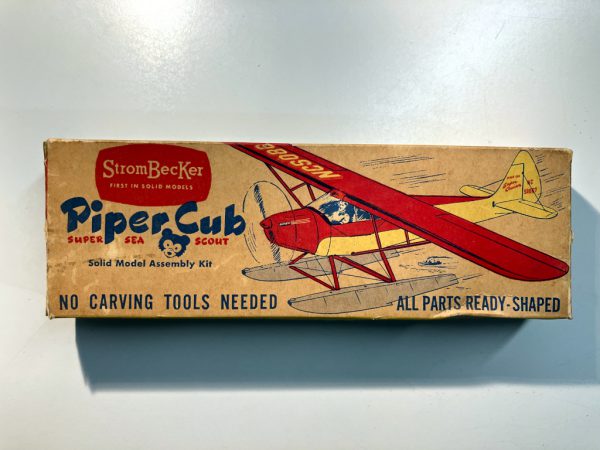 StromBecKer
FIRST IN SOLID MODELS
Piper Cub
SUPER SEA SCOUT
Solid Model Assembly Kit
NO CARVING TOOLS NEEDED
ALL PARTS READY-SHAPED